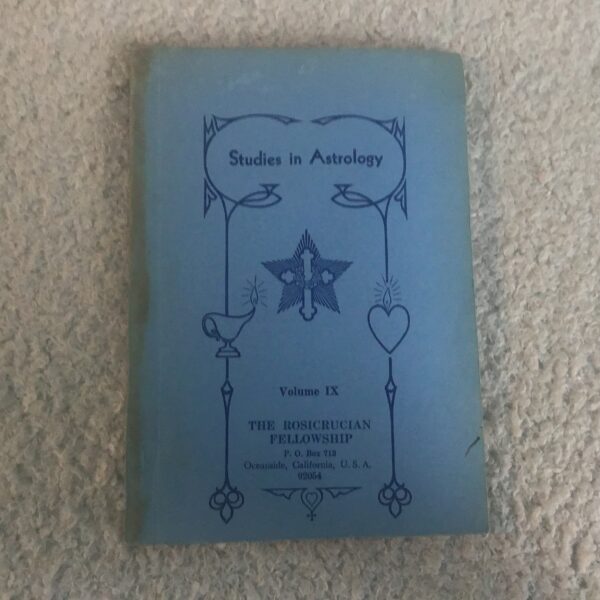 Studies in Astrology
Volume IX
THE ROSICRUCIAN
FELLOWSHIP
P. O. Box 713
Oceanside, California, U. S. A.
92054